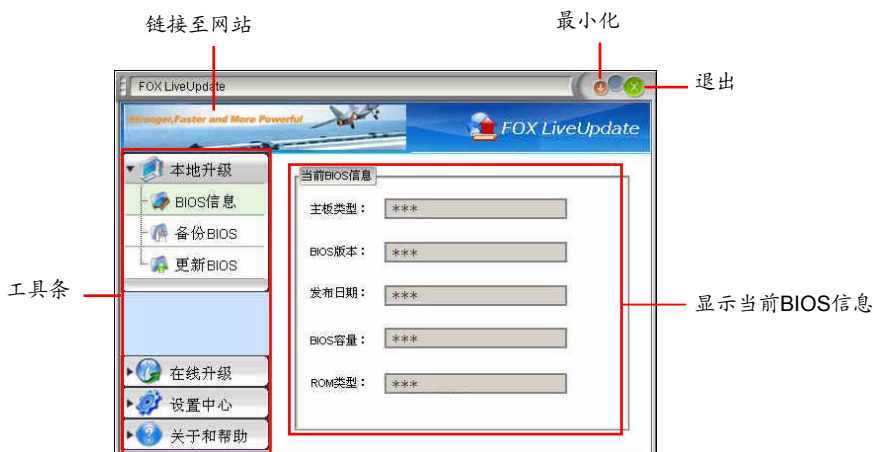 链接至网站
最小化
退出
FOX LiveUpdate
Stronger,Faster and More Powerful
FOX LiveUpdate
本地升级
BIOS信息
备份BIOS
更新BIOS
工具条
在线升级
设置中心
关于和帮助
当前BIOS信息
主板类型： ***
BIOS版本： ***
发布日期： ***
BIOS容量： ***
ROM类型： ***
显示当前BIOS信息